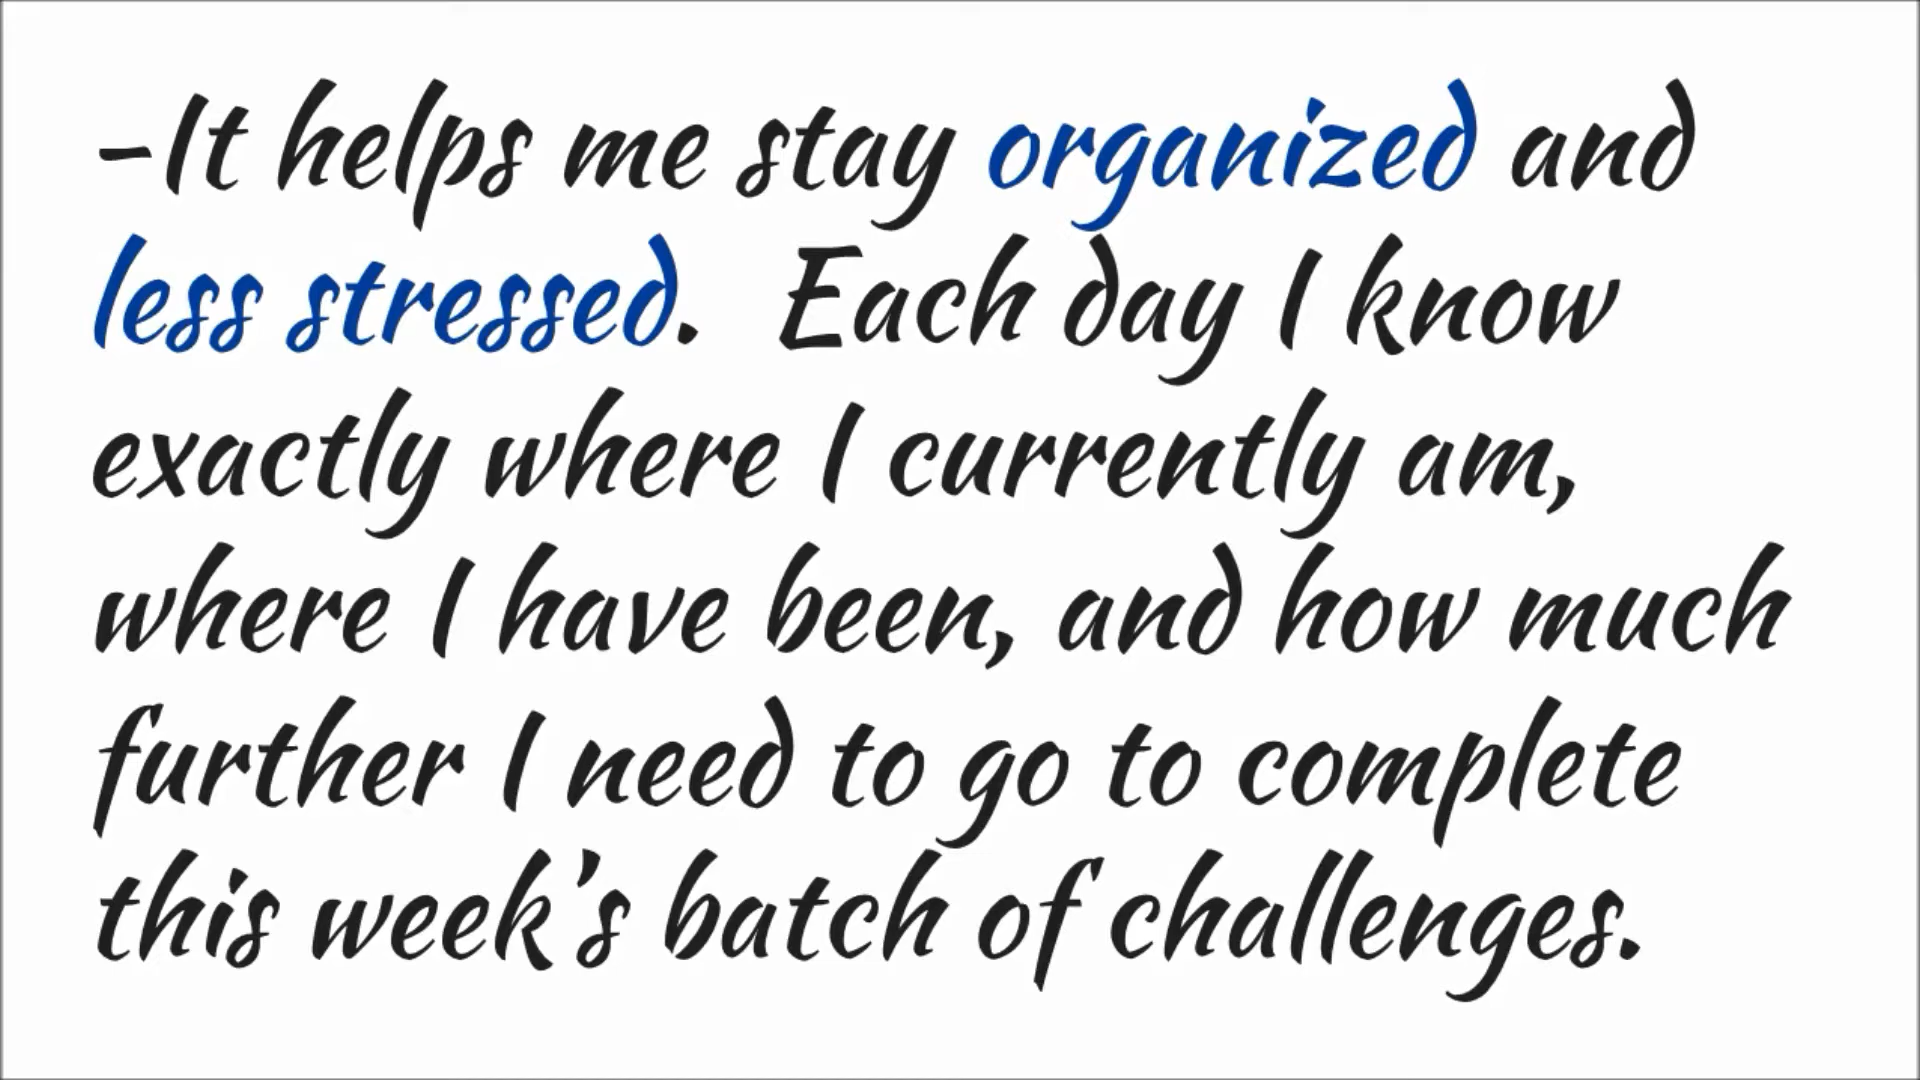 -It helps me stay organized and
less stressed.  Each day I know
exactly where I currently am,
where I have been, and how much
further I need to go to complete
this week's batch of challenges.